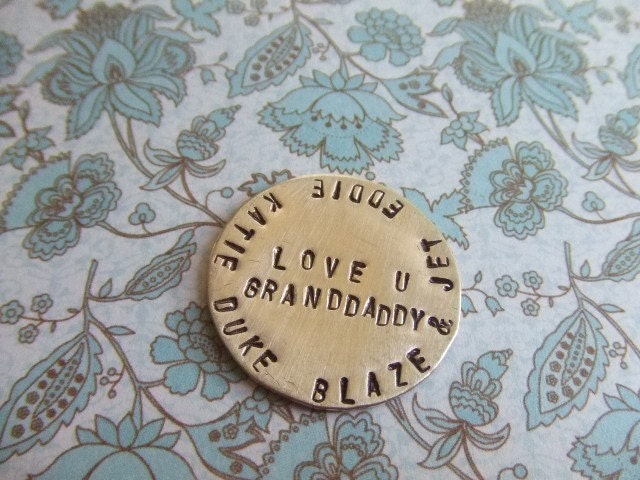 LOVE U
GRANDDADDY
EDDIE KATIE DUKE BLAZE & JET